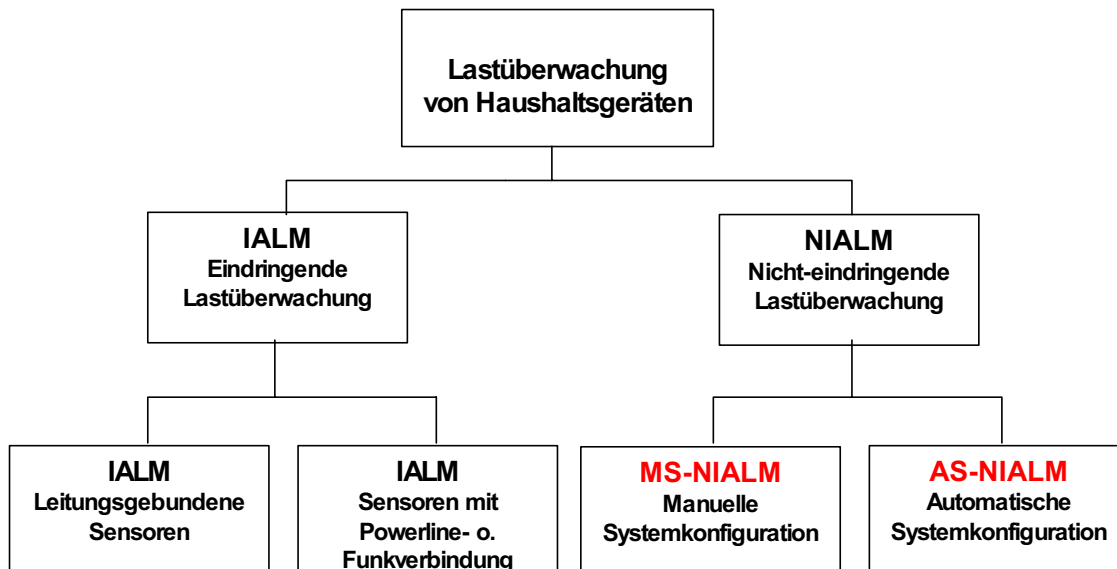 Lastüberwachung
von Haushaltsgeräten
IALM
Eindringende
Lastüberwachung
NIALM
Nicht-eindringende
Lastüberwachung
IALM
Leitungsgebundene
Sensoren
IALM
Sensoren mit
Powerline- o.
Funkverbindung
MS-NIALM
Manuelle
Systemkonfiguration
AS-NIALM
Automatische
Systemkonfiguration